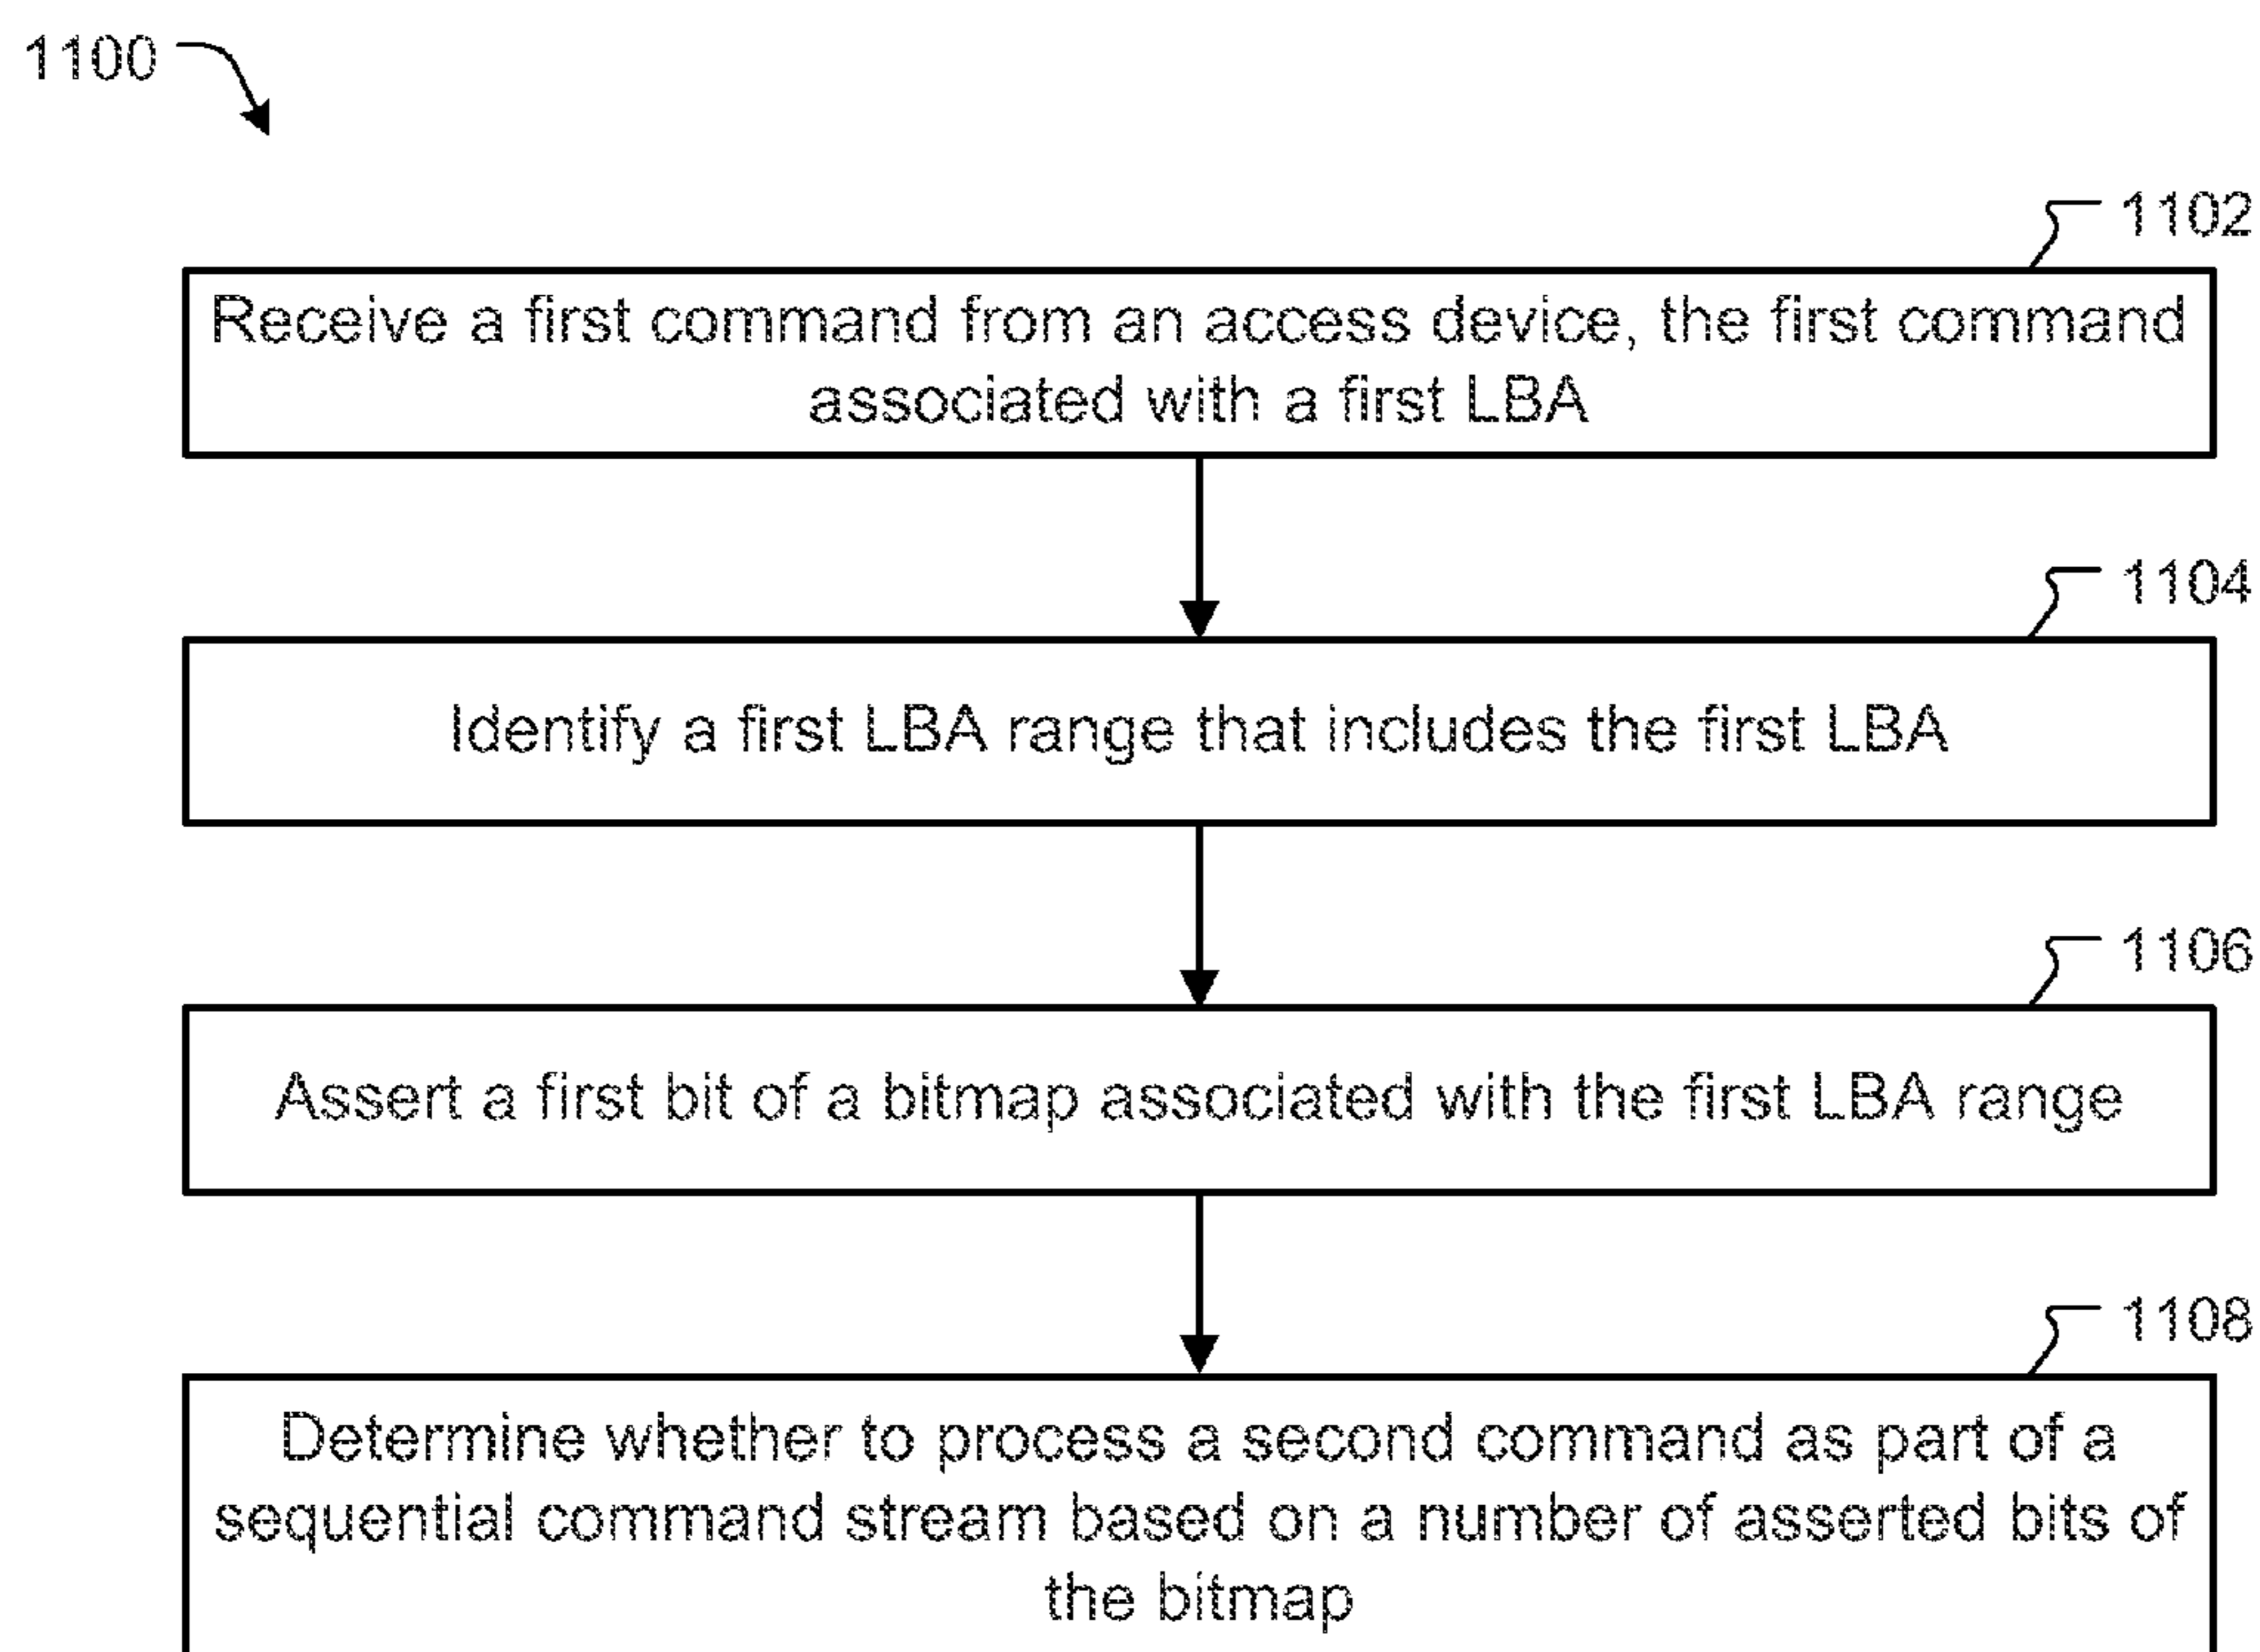 1100
1102
Receive a first command from an access device, the first command
associated with a first LBA
1104
Identify a first LBA range that includes the first LBA
1106
Assert a first bit of a bitmap associated with the first LBA range
1108
Determine whether to process a second command as part of a
sequential command stream based on a number of asserted bits of
the bitmap